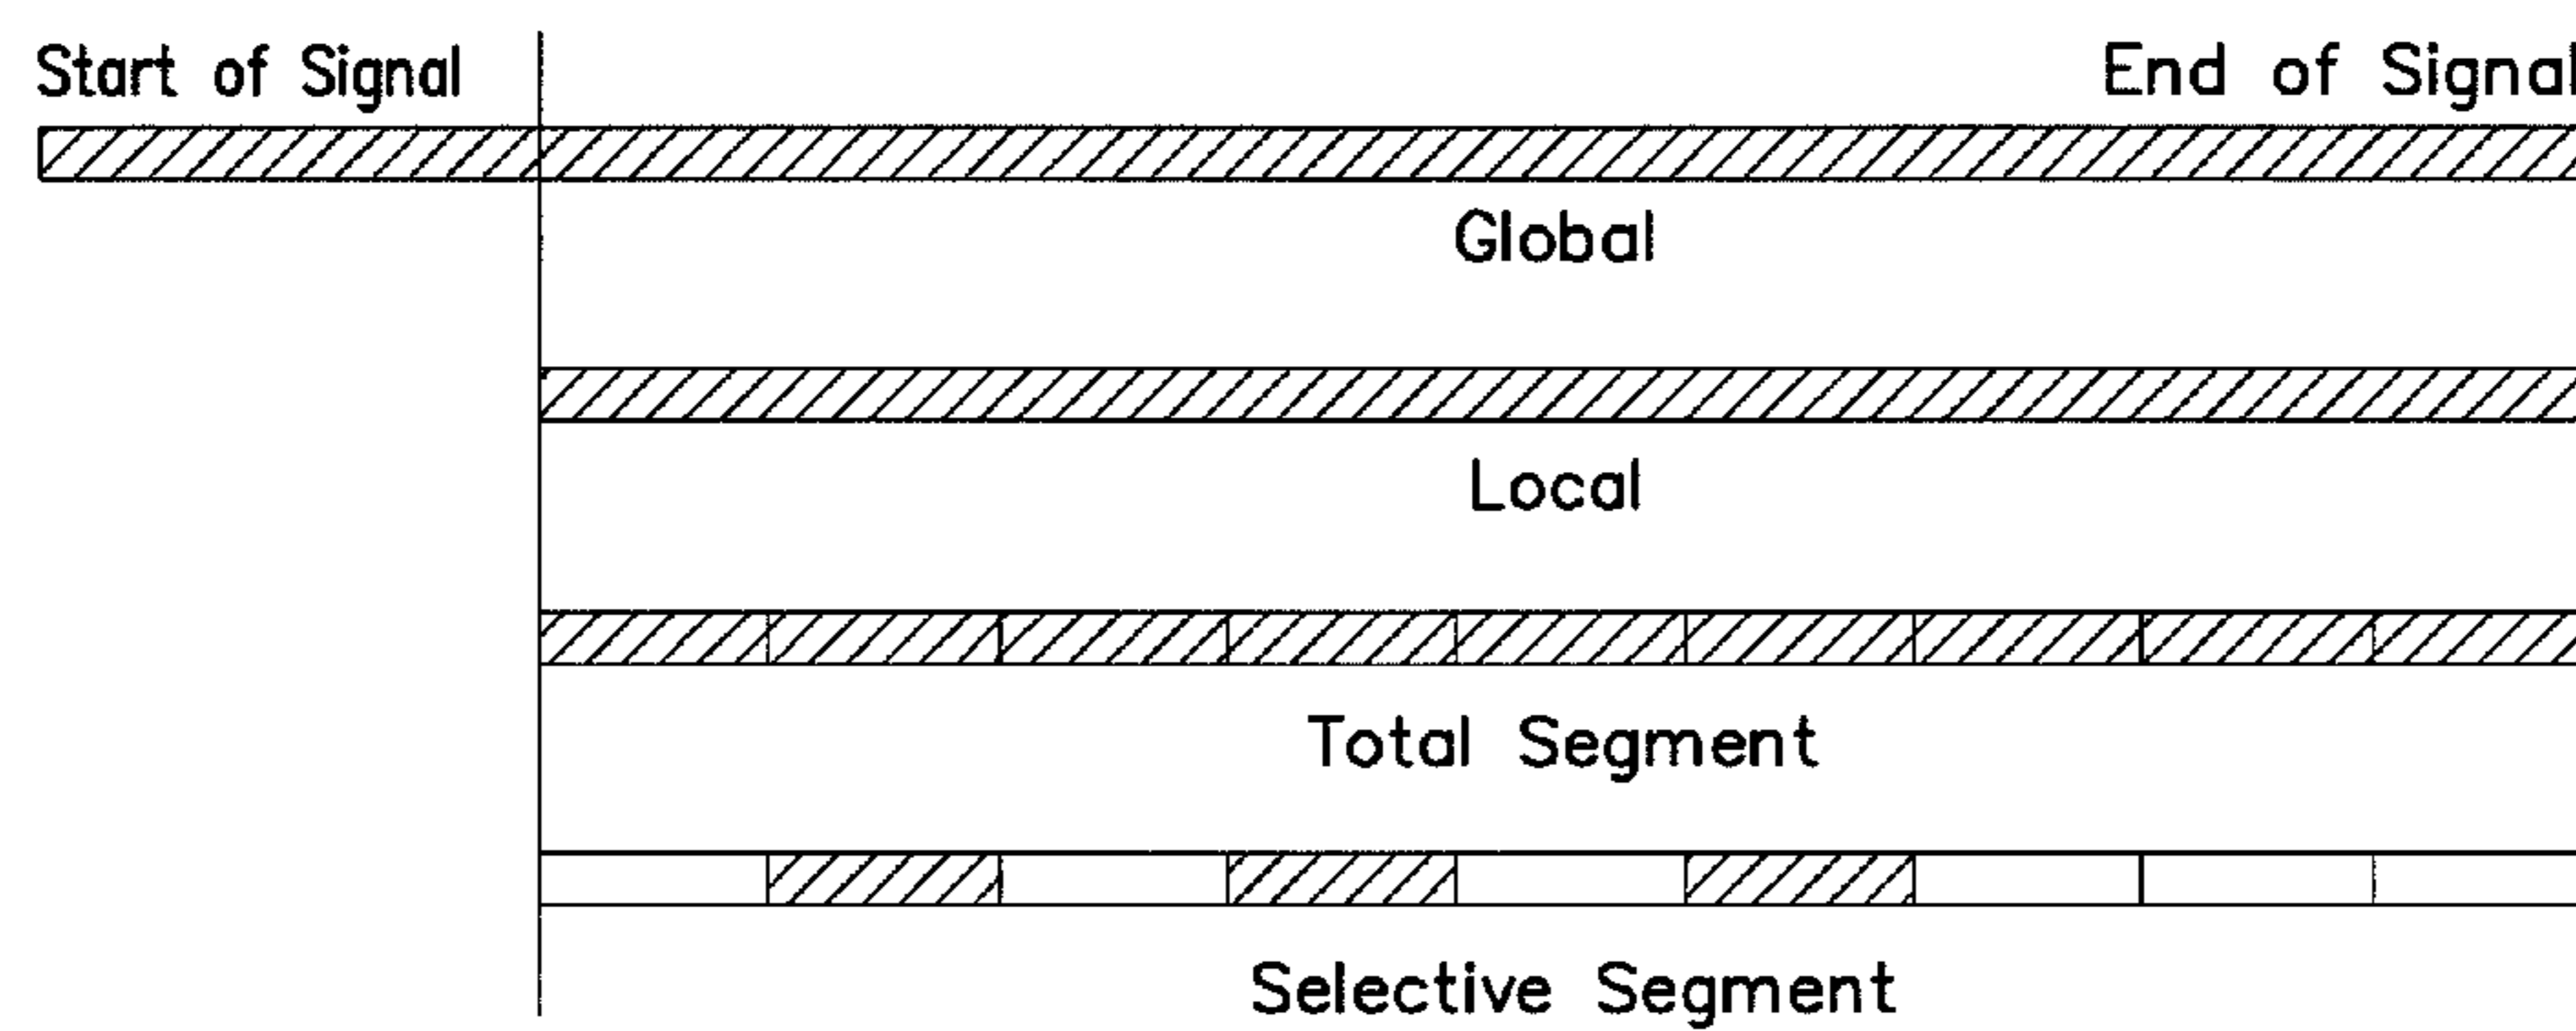 Start of Signal
End of Signal
Global
Local
Total Segment
Selective Segment